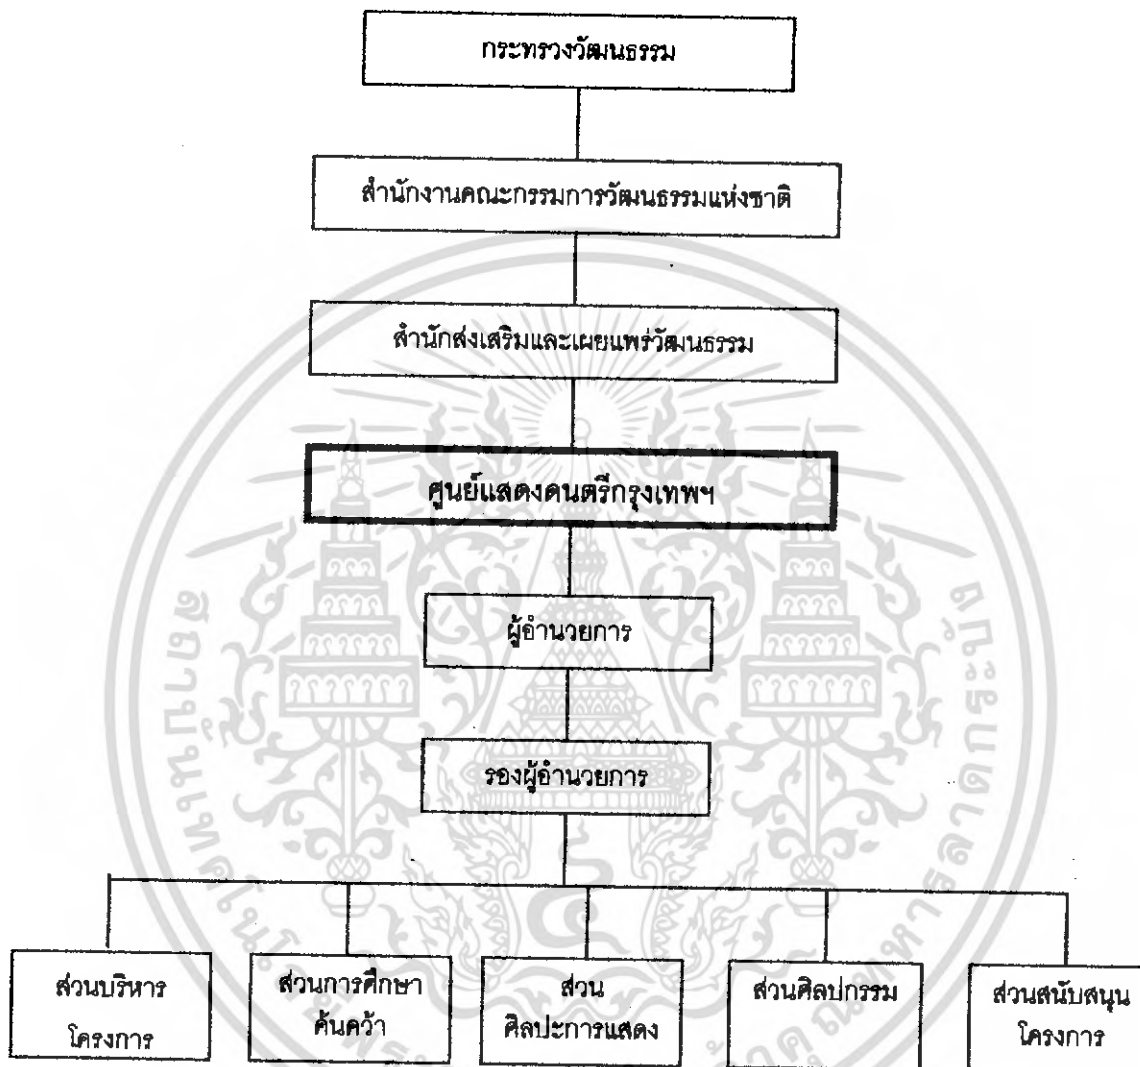 กระทรวงวัฒนธรรม
สำนักงานคณะกรรมการวัฒนธรรมแห่งชาติ
สำนักส่งเสริมและเผยแพร่วัฒนธรรม
ศูนย์แสดงดนตรีกรุงเทพฯ
ผู้อำนวยการ
รองผู้อำนวยการ
ส่วนบริหาร
โครงการ
ส่วนการศึกษา
ค้นคว้า
ส่วน
ศิลปะการแสดง
ส่วนศิลปกรรม
ส่วนสนับสนุน
โครงการ